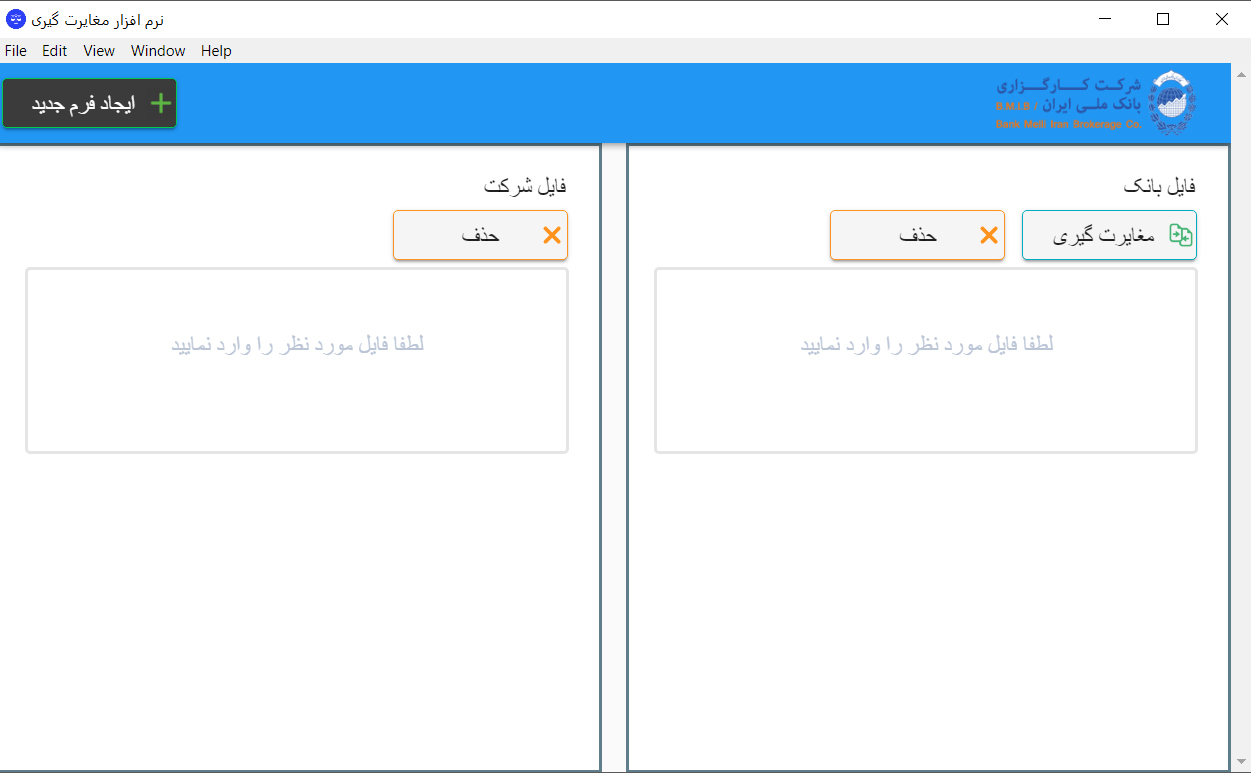 نرم افزار مغایرت گیری
File Edit View Window Help
شرکت کارگزاری
بانک ملی ایران / B.M.I.B
Bank Melli Iran Brokerage Co.
ایجاد فرم جدید
فایل بانک
مغایرت گیری
حذف
لطفا فایل مورد نظر را وارد نمایید
فایل شرکت
حذف
لطفا فایل مورد نظر را وارد نمایید